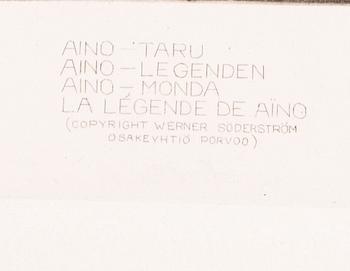 AINO – TARU
AINO – LEGENDEN
AINO – MONDA
LA LÉGENDE DE AÏNO
(COPYRIGHT WERNER SÖDERSTRÖM
OSAKEYHTIÖ PORVOO)